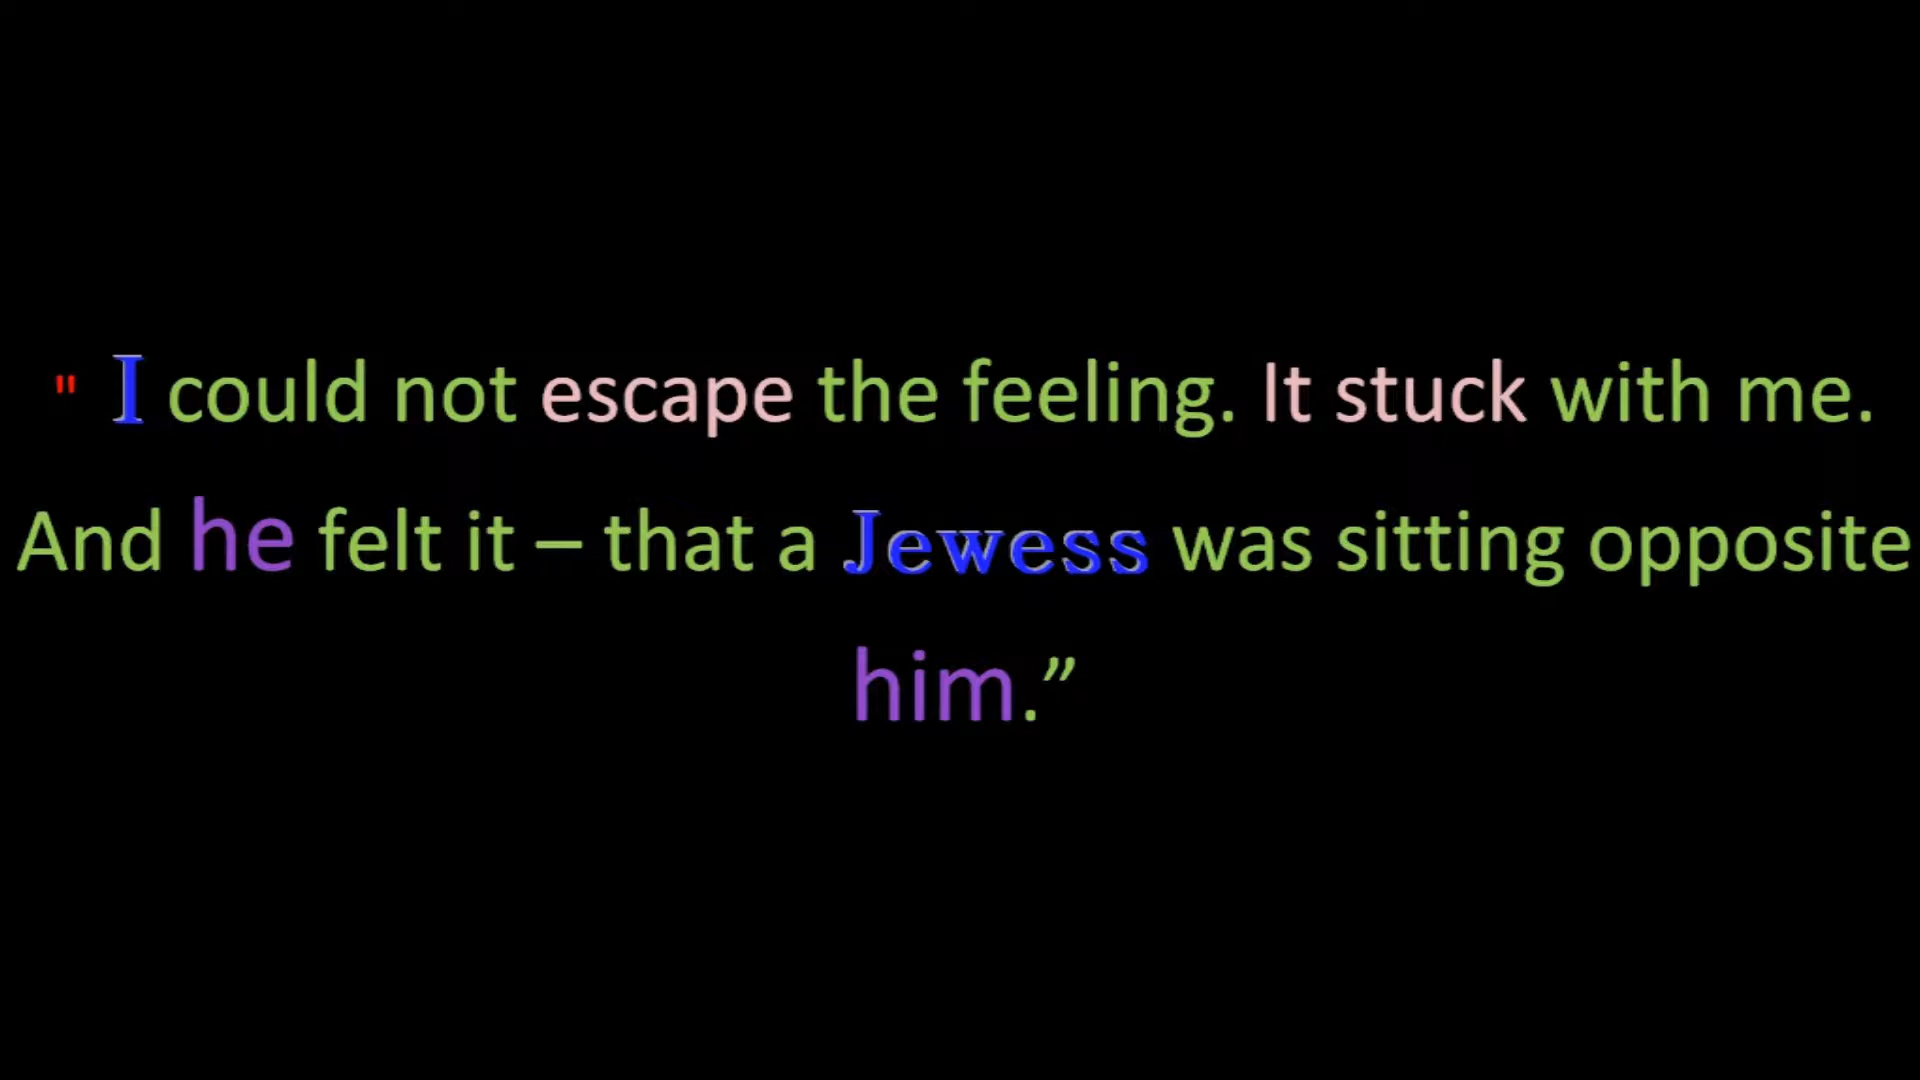 " I could not escape the feeling. It stuck with me.
And he felt it – that a Jewess was sitting opposite
him.”